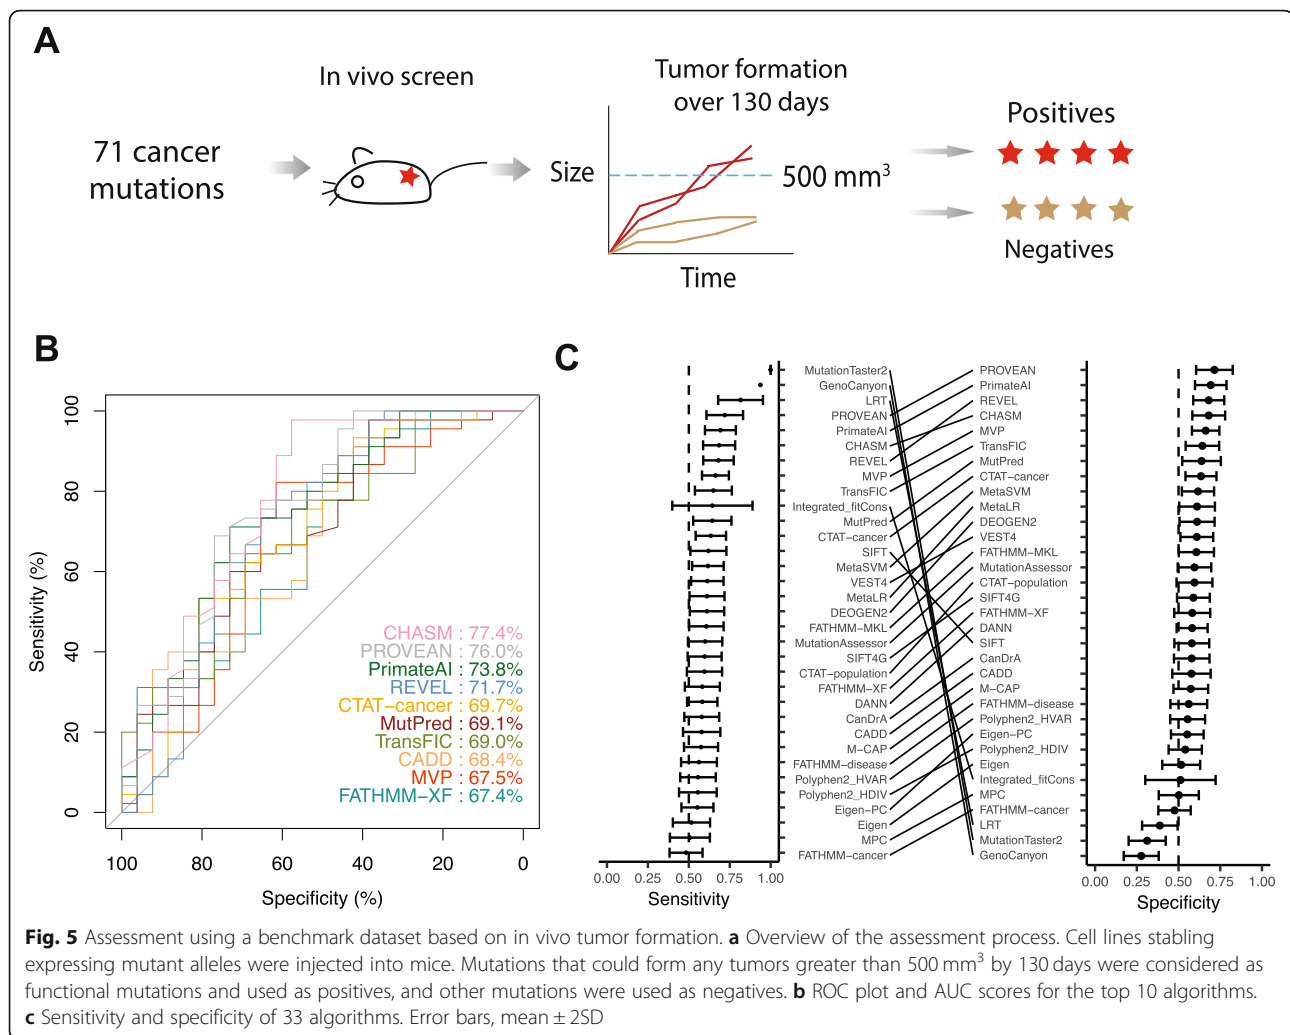 A
In vivo screen
Tumor formation
over 130 days
71 cancer
mutations
Size
500 mm³
Time
Positives
Negatives
B
100
80
60
40
20
0
Sensitivity (%)
CHASM : 77.4%
PROVEAN : 76.0%
PrimateAI : 73.8%
REVEL : 71.7%
CTAT−cancer : 69.7%
MutPred : 69.1%
TransFIC : 69.0%
CADD : 68.4%
MVP : 67.5%
FATHMM−XF : 67.4%
100 80 60 40 20 0
Specificity (%)
C
MutationTaster2
GenoCanyon
LRT
PROVEAN
PrimateAI
CHASM
REVEL
MVP
TransFIC
Integrated_fitCons
MutPred
CTAT−cancer
SIFT
MetaSVM
VEST4
MetaLR
DEOGEN2
FATHMM−MKL
MutationAssessor
SIFT4G
CTAT−population
FATHMM−XF
DANN
CanDrA
CADD
M−CAP
FATHMM−disease
Polyphen2_HVAR
Polyphen2_HDIV
Eigen−PC
Eigen
MPC
FATHMM−cancer
0.00 0.25 0.50 0.75 1.00
Sensitivity
PROVEAN
PrimateAI
REVEL
CHASM
MVP
TransFIC
MutPred
CTAT−cancer
MetaSVM
MetaLR
DEOGEN2
VEST4
FATHMM−MKL
MutationAssessor
CTAT−population
SIFT4G
FATHMM−XF
DANN
SIFT
CanDrA
CADD
M−CAP
FATHMM−disease
Polyphen2_HVAR
Eigen−PC
Polyphen2_HDIV
Eigen
Integrated_fitCons
MPC
FATHMM−cancer
LRT
MutationTaster2
GenoCanyon
0.00 0.25 0.50 0.75 1.00
Specificity
Fig. 5 Assessment using a benchmark dataset based on in vivo tumor formation. a Overview of the assessment process. Cell lines stabling
expressing mutant alleles were injected into mice. Mutations that could form any tumors greater than 500 mm³ by 130 days were considered as
functional mutations and used as positives, and other mutations were used as negatives. b ROC plot and AUC scores for the top 10 algorithms.
c Sensitivity and specificity of 33 algorithms. Error bars, mean ± 2SD